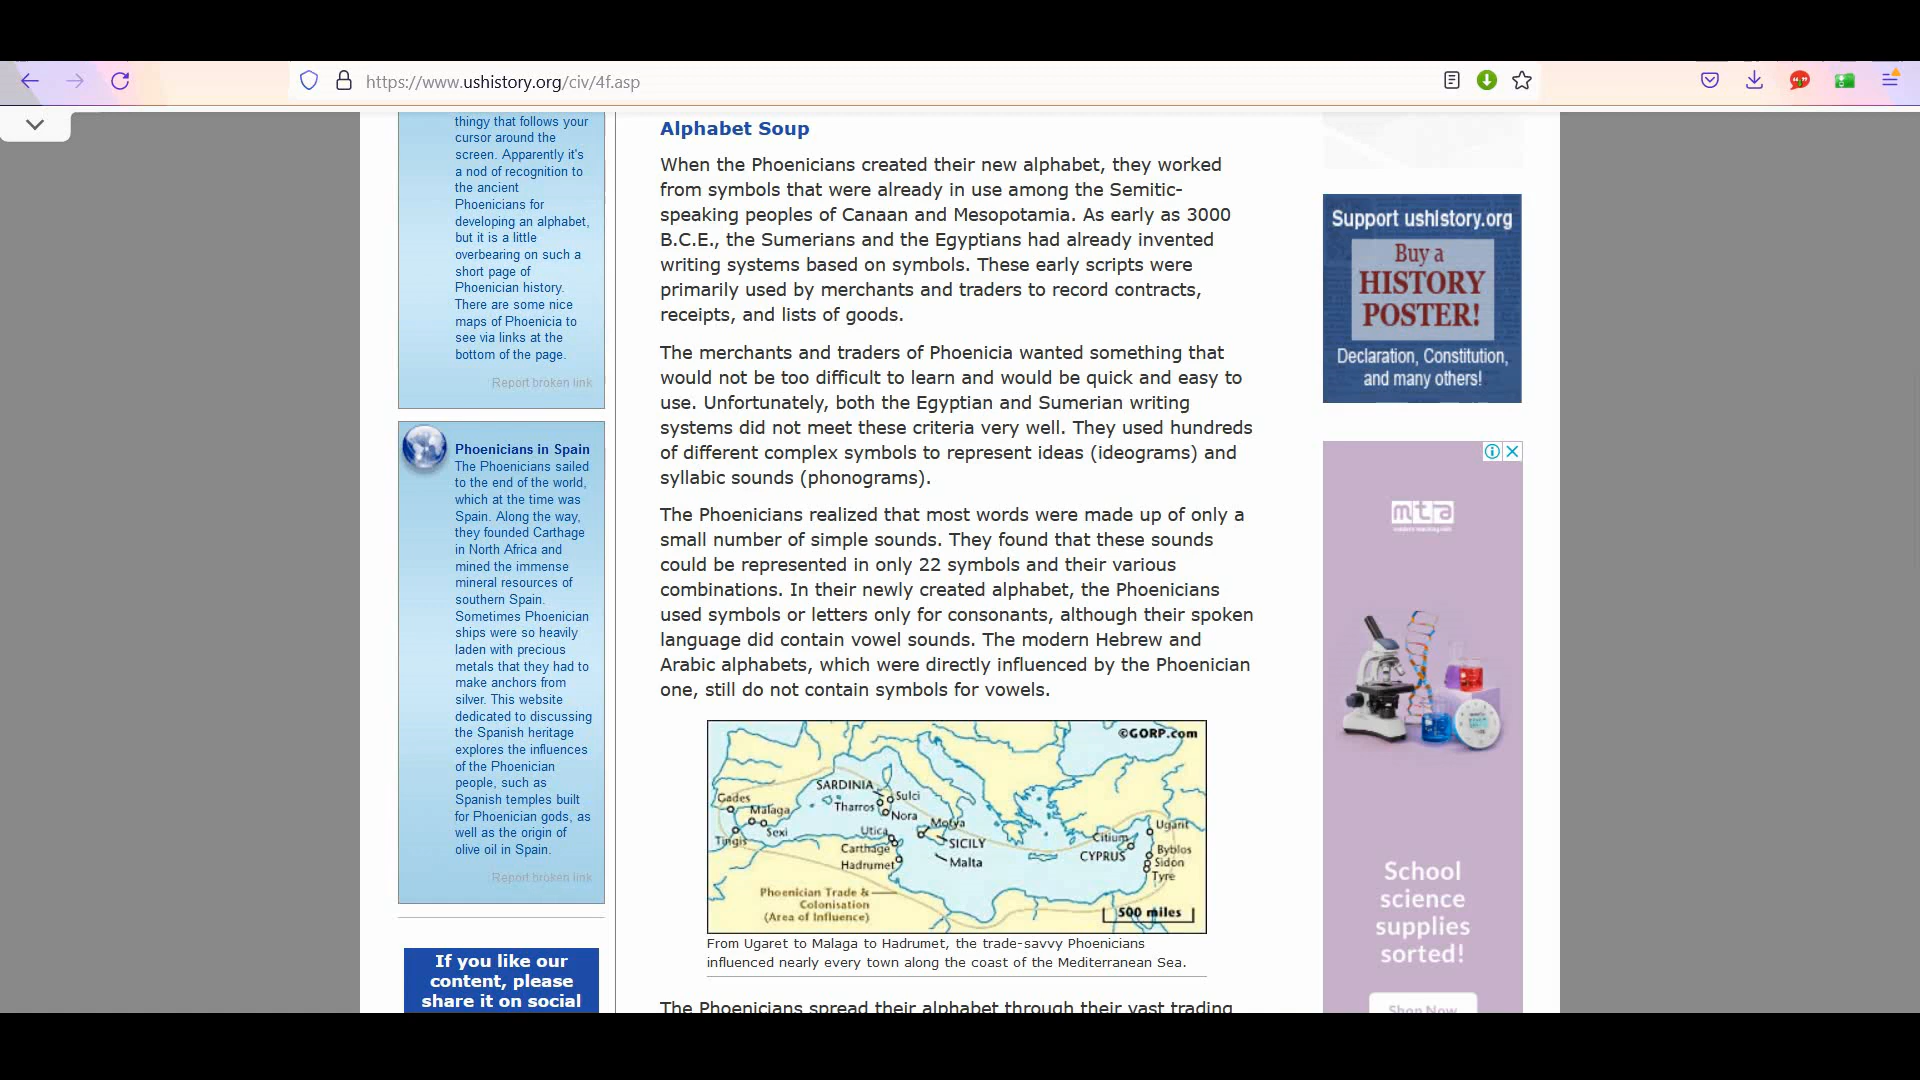 https://www.ushistory.org/civ/4f.asp
thingy that follows your
cursor around the
screen. Apparently it's
a nod of recognition to
the ancient
Phoenicians for
developing an alphabet,
but it is a little
overbearing on such a
short page of
Phoenician history.
There are some nice
maps of Phoenicia to
see via links at the
bottom of the page.
Report broken link
Phoenicians in Spain
The Phoenicians sailed
to the end of the world,
which at the time was
Spain. Along the way,
they founded Carthage
in North Africa and
mined the immense
mineral resources of
southern Spain.
Sometimes Phoenician
ships were so heavily
laden with precious
metals that they had to
make anchors from
silver. This website
dedicated to discussing
the Spanish heritage
explores the influences
of the Phoenician
people, such as
Spanish temples built
for Phoenician gods, as
well as the origin of
olive oil in Spain.
Report broken link
If you like our
content, please
share it on social
Alphabet Soup
When the Phoenicians created their new alphabet, they worked
from symbols that were already in use among the Semitic-
speaking peoples of Canaan and Mesopotamia. As early as 3000
B.C.E., the Sumerians and the Egyptians had already invented
writing systems based on symbols. These early scripts were
primarily used by merchants and traders to record contracts,
receipts, and lists of goods.
The merchants and traders of Phoenicia wanted something that
would not be too difficult to learn and would be quick and easy to
use. Unfortunately, both the Egyptian and Sumerian writing
systems did not meet these criteria very well. They used hundreds
of different complex symbols to represent ideas (ideograms) and
syllabic sounds (phonograms).
The Phoenicians realized that most words were made up of only a
small number of simple sounds. They found that these sounds
could be represented in only 22 symbols and their various
combinations. In their newly created alphabet, the Phoenicians
used symbols or letters only for consonants, although their spoken
language did contain vowel sounds. The modern Hebrew and
Arabic alphabets, which were directly influenced by the Phoenician
one, still do not contain symbols for vowels.
©GORP.com
SARDINIA
Sulci
Gades
Tharros
Malaga
Nora
Motya
Ugarit
Sexi
Utica
Citium
Tingis
Carthage
SICILY
Byblos
CYPRUS
Hadrumet
Malta
Sidon
Tyre
Phoenician Trade &
Colonisation
(Area of Influence)
500 miles
From Ugaret to Malaga to Hadrumet, the trade-savvy Phoenicians
influenced nearly every town along the coast of the Mediterranean Sea.
The Phoenicians spread their alphabet through their vast trading
Support ushistory.org
Buy a
HISTORY
POSTER!
Declaration, Constitution,
and many others!
mta
School
science
supplies
sorted!
Shop Now